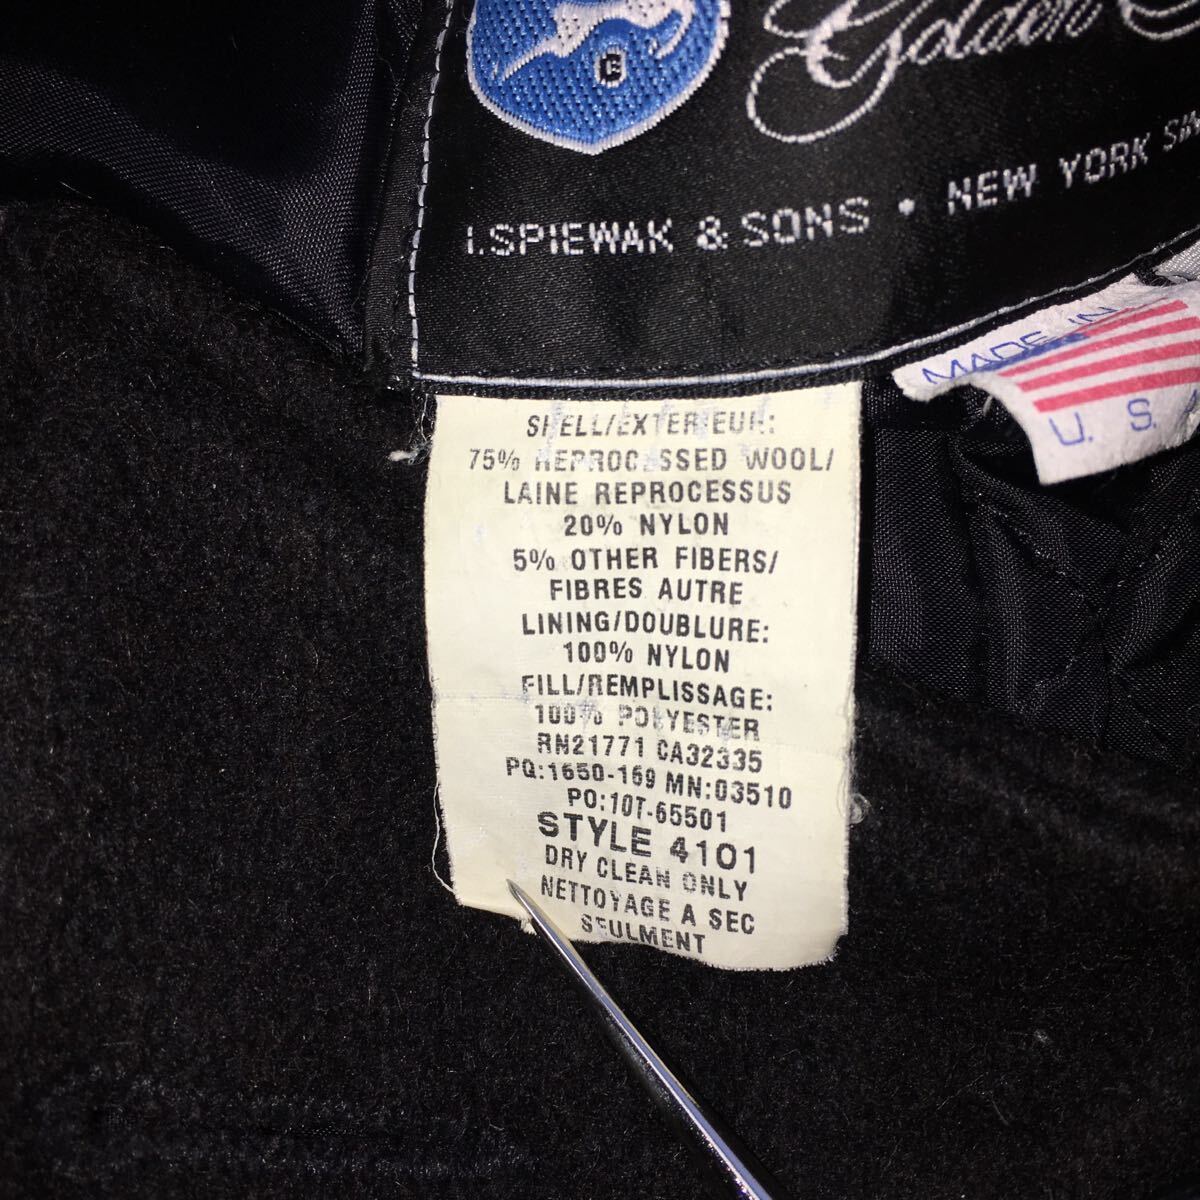 G
Golden
I.SPIEWAK & SONS • NEW YORK
MADE IN
U. S.
SHELL/EXTERIEUR:
75% REPROCESSED WOOL/
LAINE REPROCESSUS
20% NYLON
5% OTHER FIBERS/
FIBRES AUTRE
LINING/DOUBLURE:
100% NYLON
FILL/REMPLISSAGE:
100% POLYESTER
RN21771 CA32335
PQ:1650-169 MN:03510
PO:10T-65501
STYLE 4101
DRY CLEAN ONLY
NETTOYAGE A SEC
SEULMENT